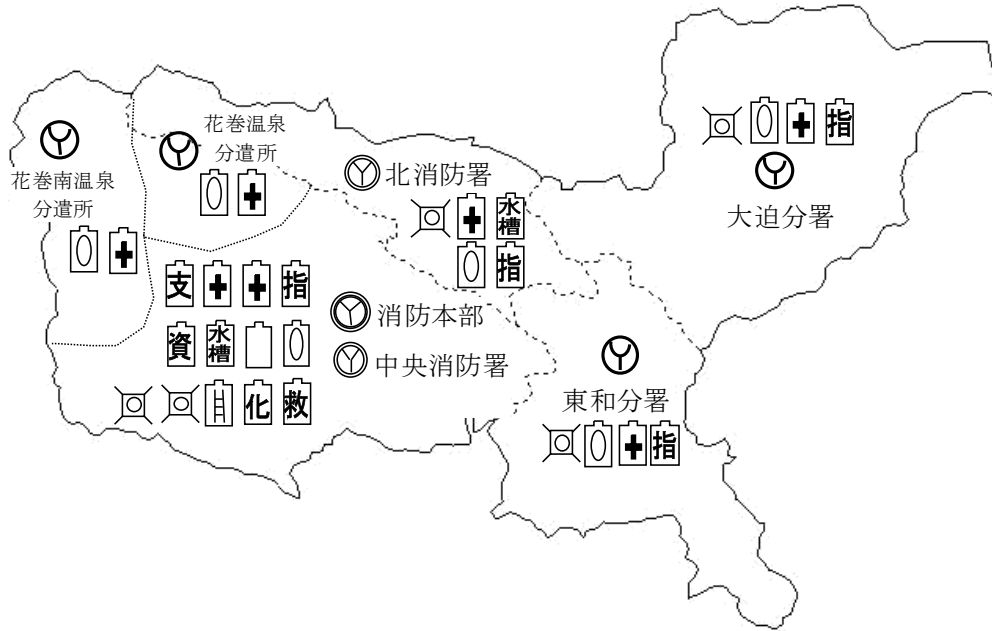 花巻南温泉
分遣所
花巻温泉
分遣所
北消防署
水槽
指
指
大迫分署
支
指
消防本部
資
水槽
中央消防署
化
救
東和分署
指